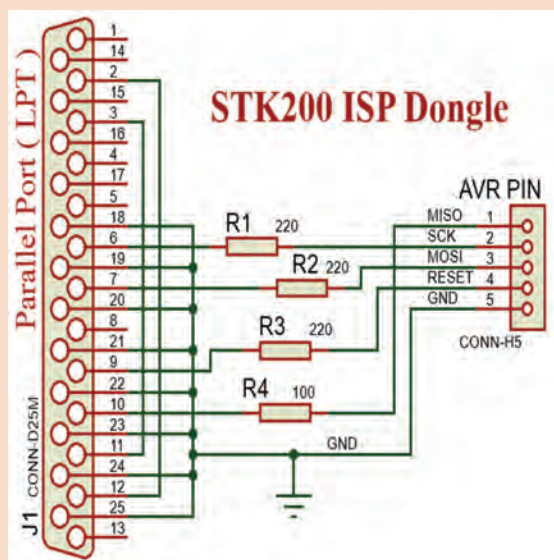 STK200 ISP Dongle
Parallel Port ( LPT )
J1
CONN-D25M
1
14
2
15
3
16
4
17
5
18
6
19
7
20
8
21
9
22
10
23
11
24
12
25
13
R1
220
R2
220
R3
220
R4
100
GND
AVR PIN
MISO 1
SCK 2
MOSI 3
RESET 4
GND 5
CONN-H5